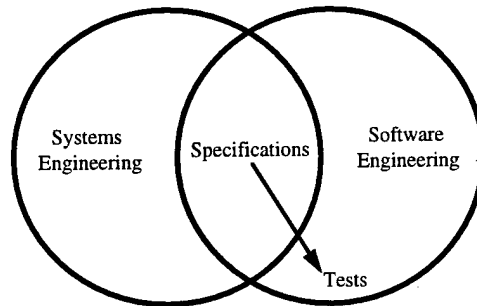 Systems
Engineering
Specifications
Software
Engineering
Tests